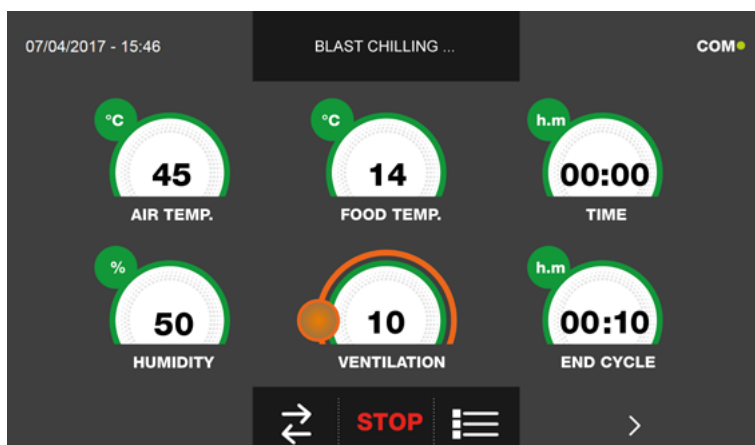 07/04/2017 - 15:46
BLAST CHILLING ...
COM
°C
45
AIR TEMP.
°C
14
FOOD TEMP.
h.m
00:00
TIME
%
50
HUMIDITY
10
VENTILATION
h.m
00:10
END CYCLE
STOP